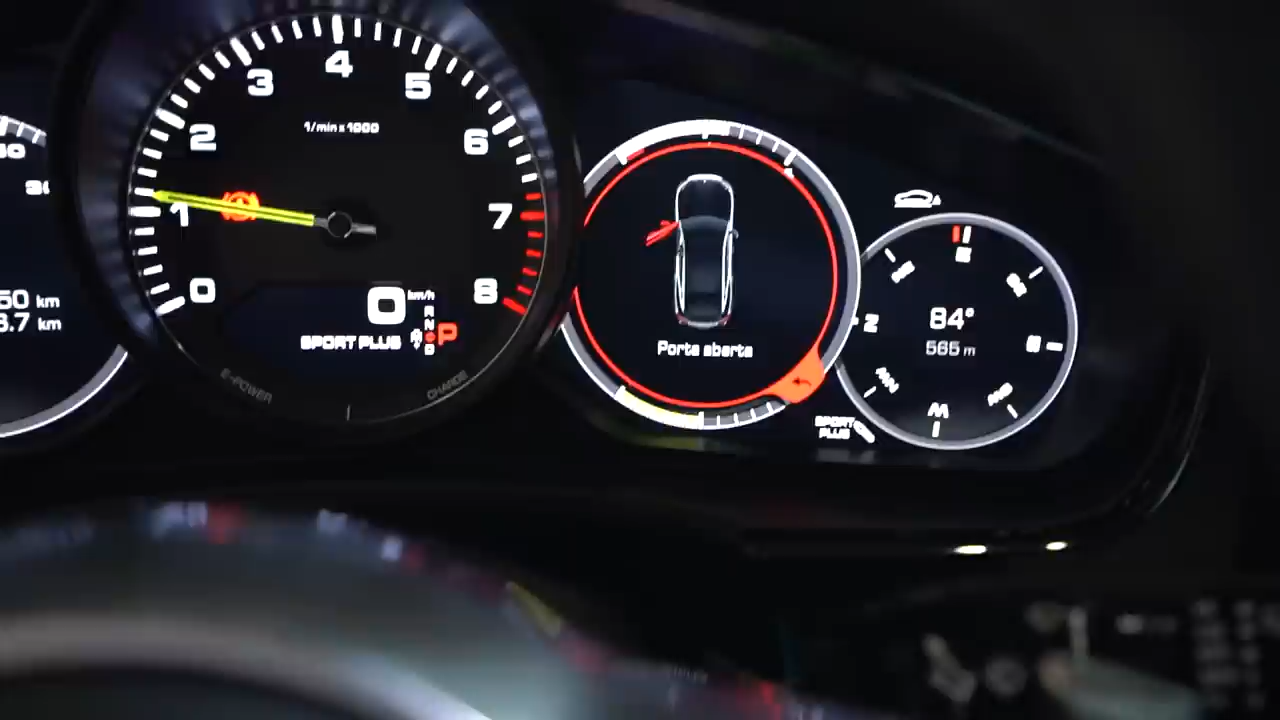 50 km
3.7 km
0
1
2
3
4
5
6
7
8
1/min x 1000
0 km/h
SPORT PLUS
R
N
D
P
E-POWER
CHARGE
Porta aberta
84°
565 m
SPORT
PLUS